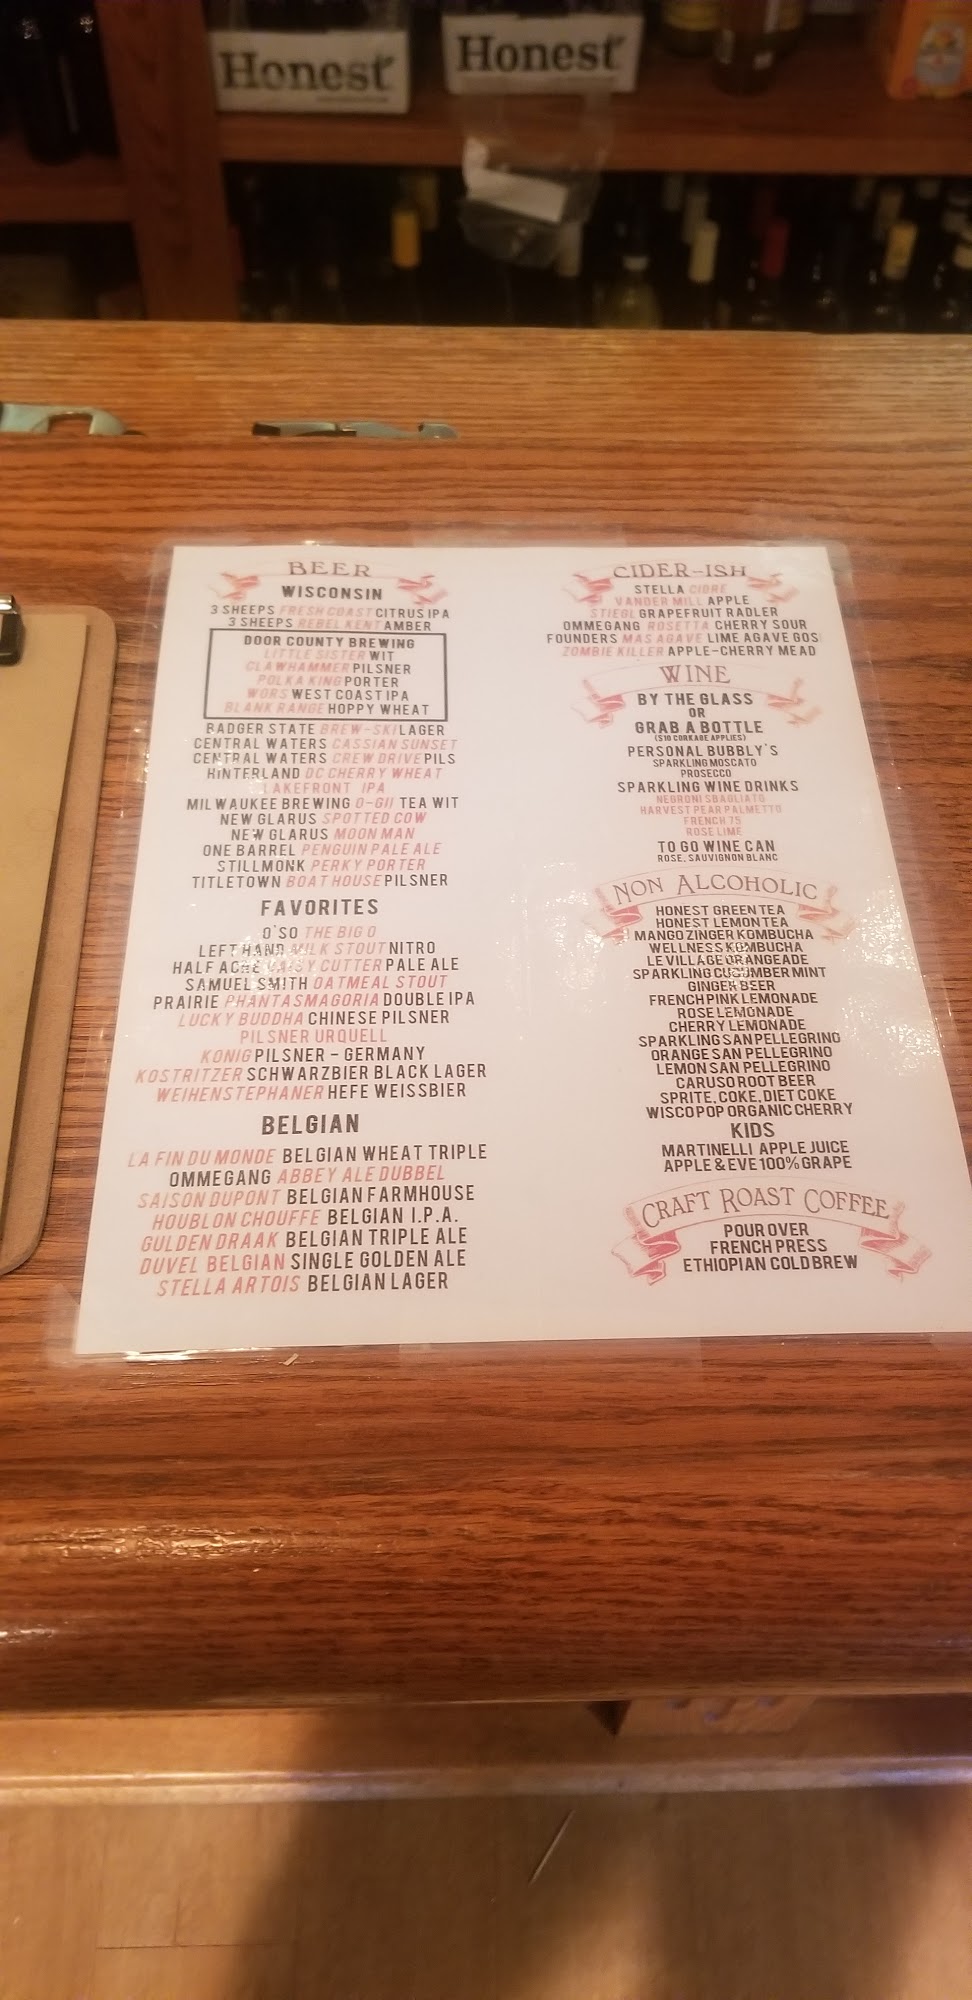 Honest
Honest
BEER
WISCONSIN
3 SHEEPS FRESH COAST CITRUS IPA
3 SHEEPS REBEL KENT AMBER
DOOR COUNTY BREWING
LITTLE SISTER WIT
CLAWHAMMER PILSNER
POLKA KING PORTER
WORS WEST COAST IPA
BLANK RANGE HOPPY WHEAT
BADGER STATE BREW-SKI LAGER
CENTRAL WATERS CASSIAN SUNSET
CENTRAL WATERS CREW DRIVE PILS
HINTERLAND DC CHERRY WHEAT
LAKEFRONT IPA
MILWAUKEE BREWING O-GII TEA WIT
NEW GLARUS SPOTTED COW
NEW GLARUS MOON MAN
ONE BARREL PENGUIN PALE ALE
STILLMONK PERKY PORTER
TITLETOWN BOAT HOUSE PILSNER
FAVORITES
O'SO THE BIG O
LEFT HAND MILK STOUT NITRO
HALF ACRE DAISY CUTTER PALE ALE
SAMUEL SMITH OATMEAL STOUT
PRAIRIE PHANTASMAGORIA DOUBLE IPA
LUCKY BUDDHA CHINESE PILSNER
PILSNER URQUELL
KONIG PILSNER - GERMANY
KOSTRITZER SCHWARZBIER BLACK LAGER
WEIHENSTEPHANER HEFE WEISSBIER
BELGIAN
LA FIN DU MONDE BELGIAN WHEAT TRIPLE
OMMEGANG ABBEY ALE DUBBEL
SAISON DUPONT BELGIAN FARMHOUSE
HOUBLON CHOUFFE BELGIAN I.P.A.
GULDEN DRAAK BELGIAN TRIPLE ALE
DUVEL BELGIAN SINGLE GOLDEN ALE
STELLA ARTOIS BELGIAN LAGER
CIDER-ISH
STELLA CIDRE
VANDER MILL APPLE
STIEGL GRAPEFRUIT RADLER
OMMEGANG ROSETTA CHERRY SOUR
FOUNDERS MAS AGAVE LIME AGAVE GOS
ZOMBIE KILLER APPLE-CHERRY MEAD
WINE
BY THE GLASS
OR
GRAB A BOTTLE
($10 CORKAGE APPLIES)
PERSONAL BUBBLY'S
SPARKLING MOSCATO
PROSECCO
SPARKLING WINE DRINKS
NEGRONI SBAGLIATO
HARVEST PEAR PALMETTO
FRENCH 75
ROSE LIME
TO GO WINE CAN
ROSE, SAUVIGNON BLANC
NON ALCOHOLIC
HONEST GREEN TEA
HONEST LEMON TEA
MANGO ZINGER KOMBUCHA
WELLNESS KOMBUCHA
LE VILLAGE ORANGEADE
SPARKLING CUCUMBER MINT
GINGER BEER
FRENCH PINK LEMONADE
ROSE LEMONADE
CHERRY LEMONADE
SPARKLING SAN PELLEGRINO
ORANGE SAN PELLEGRINO
LEMON SAN PELLEGRINO
CARUSO ROOT BEER
SPRITE, COKE, DIET COKE
WISCO POP ORGANIC CHERRY
KIDS
MARTINELLI APPLE JUICE
APPLE & EVE 100% GRAPE
CRAFT ROAST COFFEE
POUR OVER
FRENCH PRESS
ETHIOPIAN COLD BREW